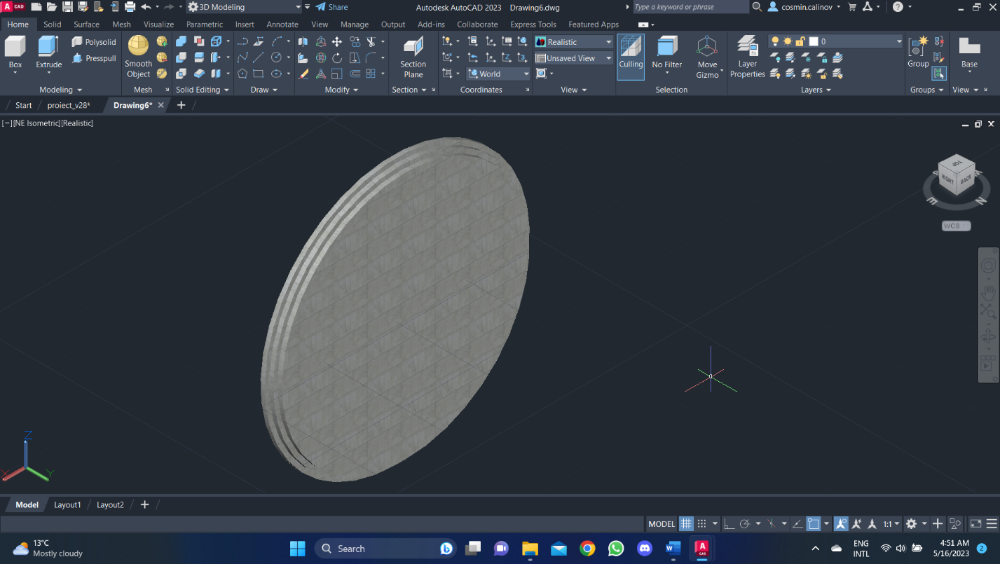 A CAD 3D Modeling Share Autodesk AutoCAD 2023 Drawing6.dwg Type a keyword or phrase cosmin.calinov
Home Solid Surface Mesh Visualize Parametric Insert Annotate View Manage Output Add-ins Collaborate Express Tools Featured Apps
Box Extrude Polysolid Presspull Smooth Object Section Plane Realistic Unsaved View World Culling No Filter Move Gizmo Layer Properties 0 Group Base
Modeling Mesh Solid Editing Draw Modify Section Coordinates View Selection Layers Groups View
Start proiect_v28* Drawing6*
[−][NE Isometric][Realistic]
TOP
RIGHT BACK
E N
WCS
Z
X Y
Model Layout1 Layout2
MODEL 1:1
13°C
Mostly cloudy
Search
A CAD
ENG
INTL
4:51 AM
5/16/2023
2